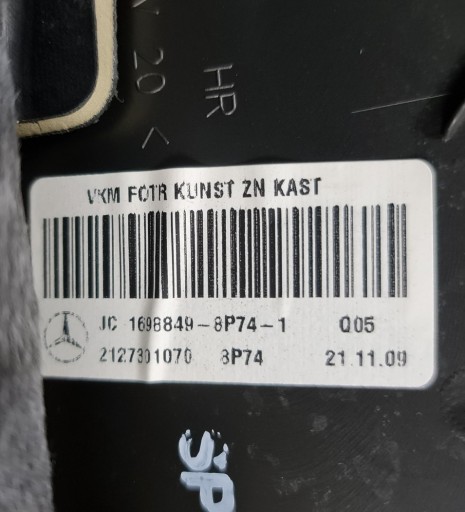 20 <
HR
VKM FOTR KUNST ZN KAST
JC 1698849-8P74-1 Q05
2127301070 8P74 21.11.09